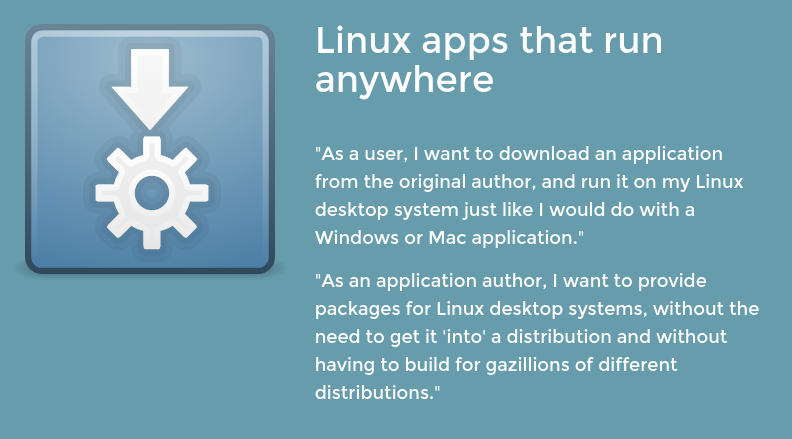 Linux apps that run
anywhere
"As a user, I want to download an application
from the original author, and run it on my Linux
desktop system just like I would do with a
Windows or Mac application."
"As an application author, I want to provide
packages for Linux desktop systems, without the
need to get it 'into' a distribution and without
having to build for gazillions of different
distributions."